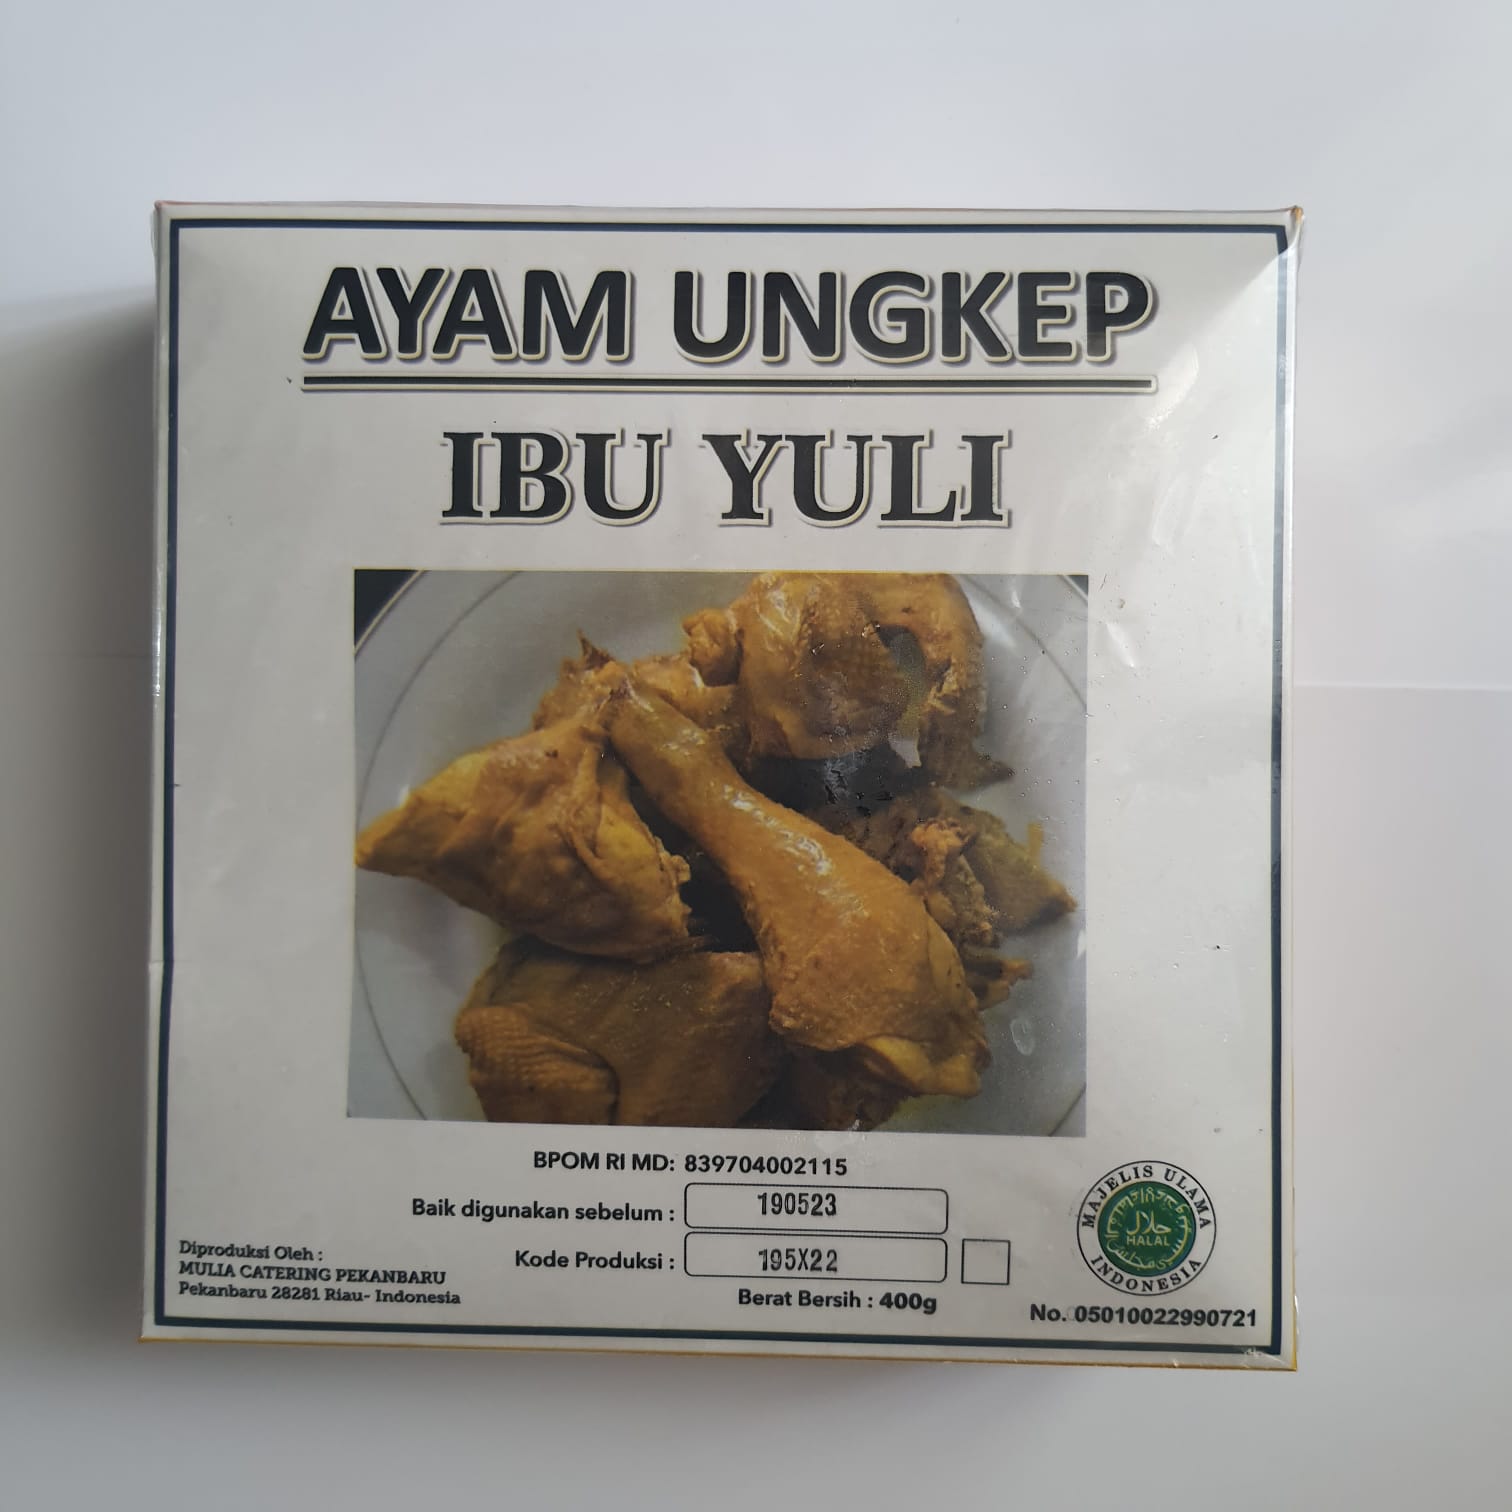 AYAM UNGKEP
IBU YULI
BPOM RI MD: 839704002115
Baik digunakan sebelum : 190523
Kode Produksi : 195X22
Berat Bersih : 400g
Diproduksi Oleh :
MULIA CATERING PEKANBARU
Pekanbaru 28281 Riau- Indonesia
MAJELIS ULAMA
حلال
HALAL
INDONESIA
No. 05010022990721